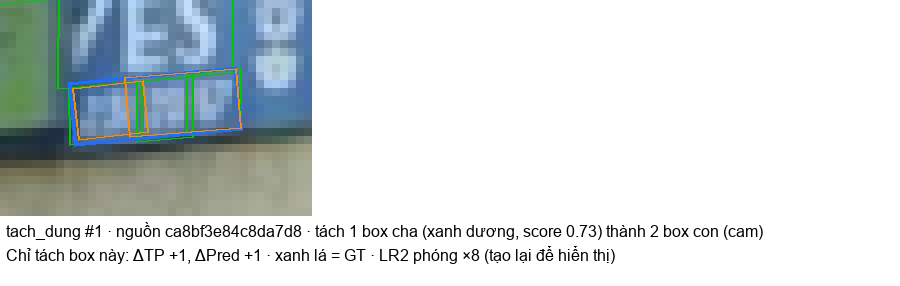 YES
tach_dung #1 · nguồn ca8bf3e84c8da7d8 · tách 1 box cha (xanh dương, score 0.73) thành 2 box con (cam)
Chỉ tách box này: ΔTP +1, ΔPred +1 · xanh lá = GT · LR2 phóng ×8 (tạo lại để hiển thị)